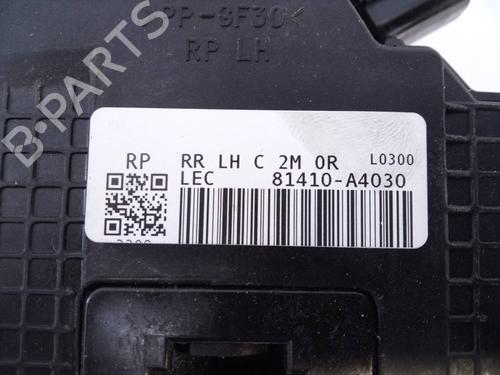 PP-GF30<
RP LH
B-PARTS
RP RR LH C 2M 0R L0300
LEC 81410-A4030